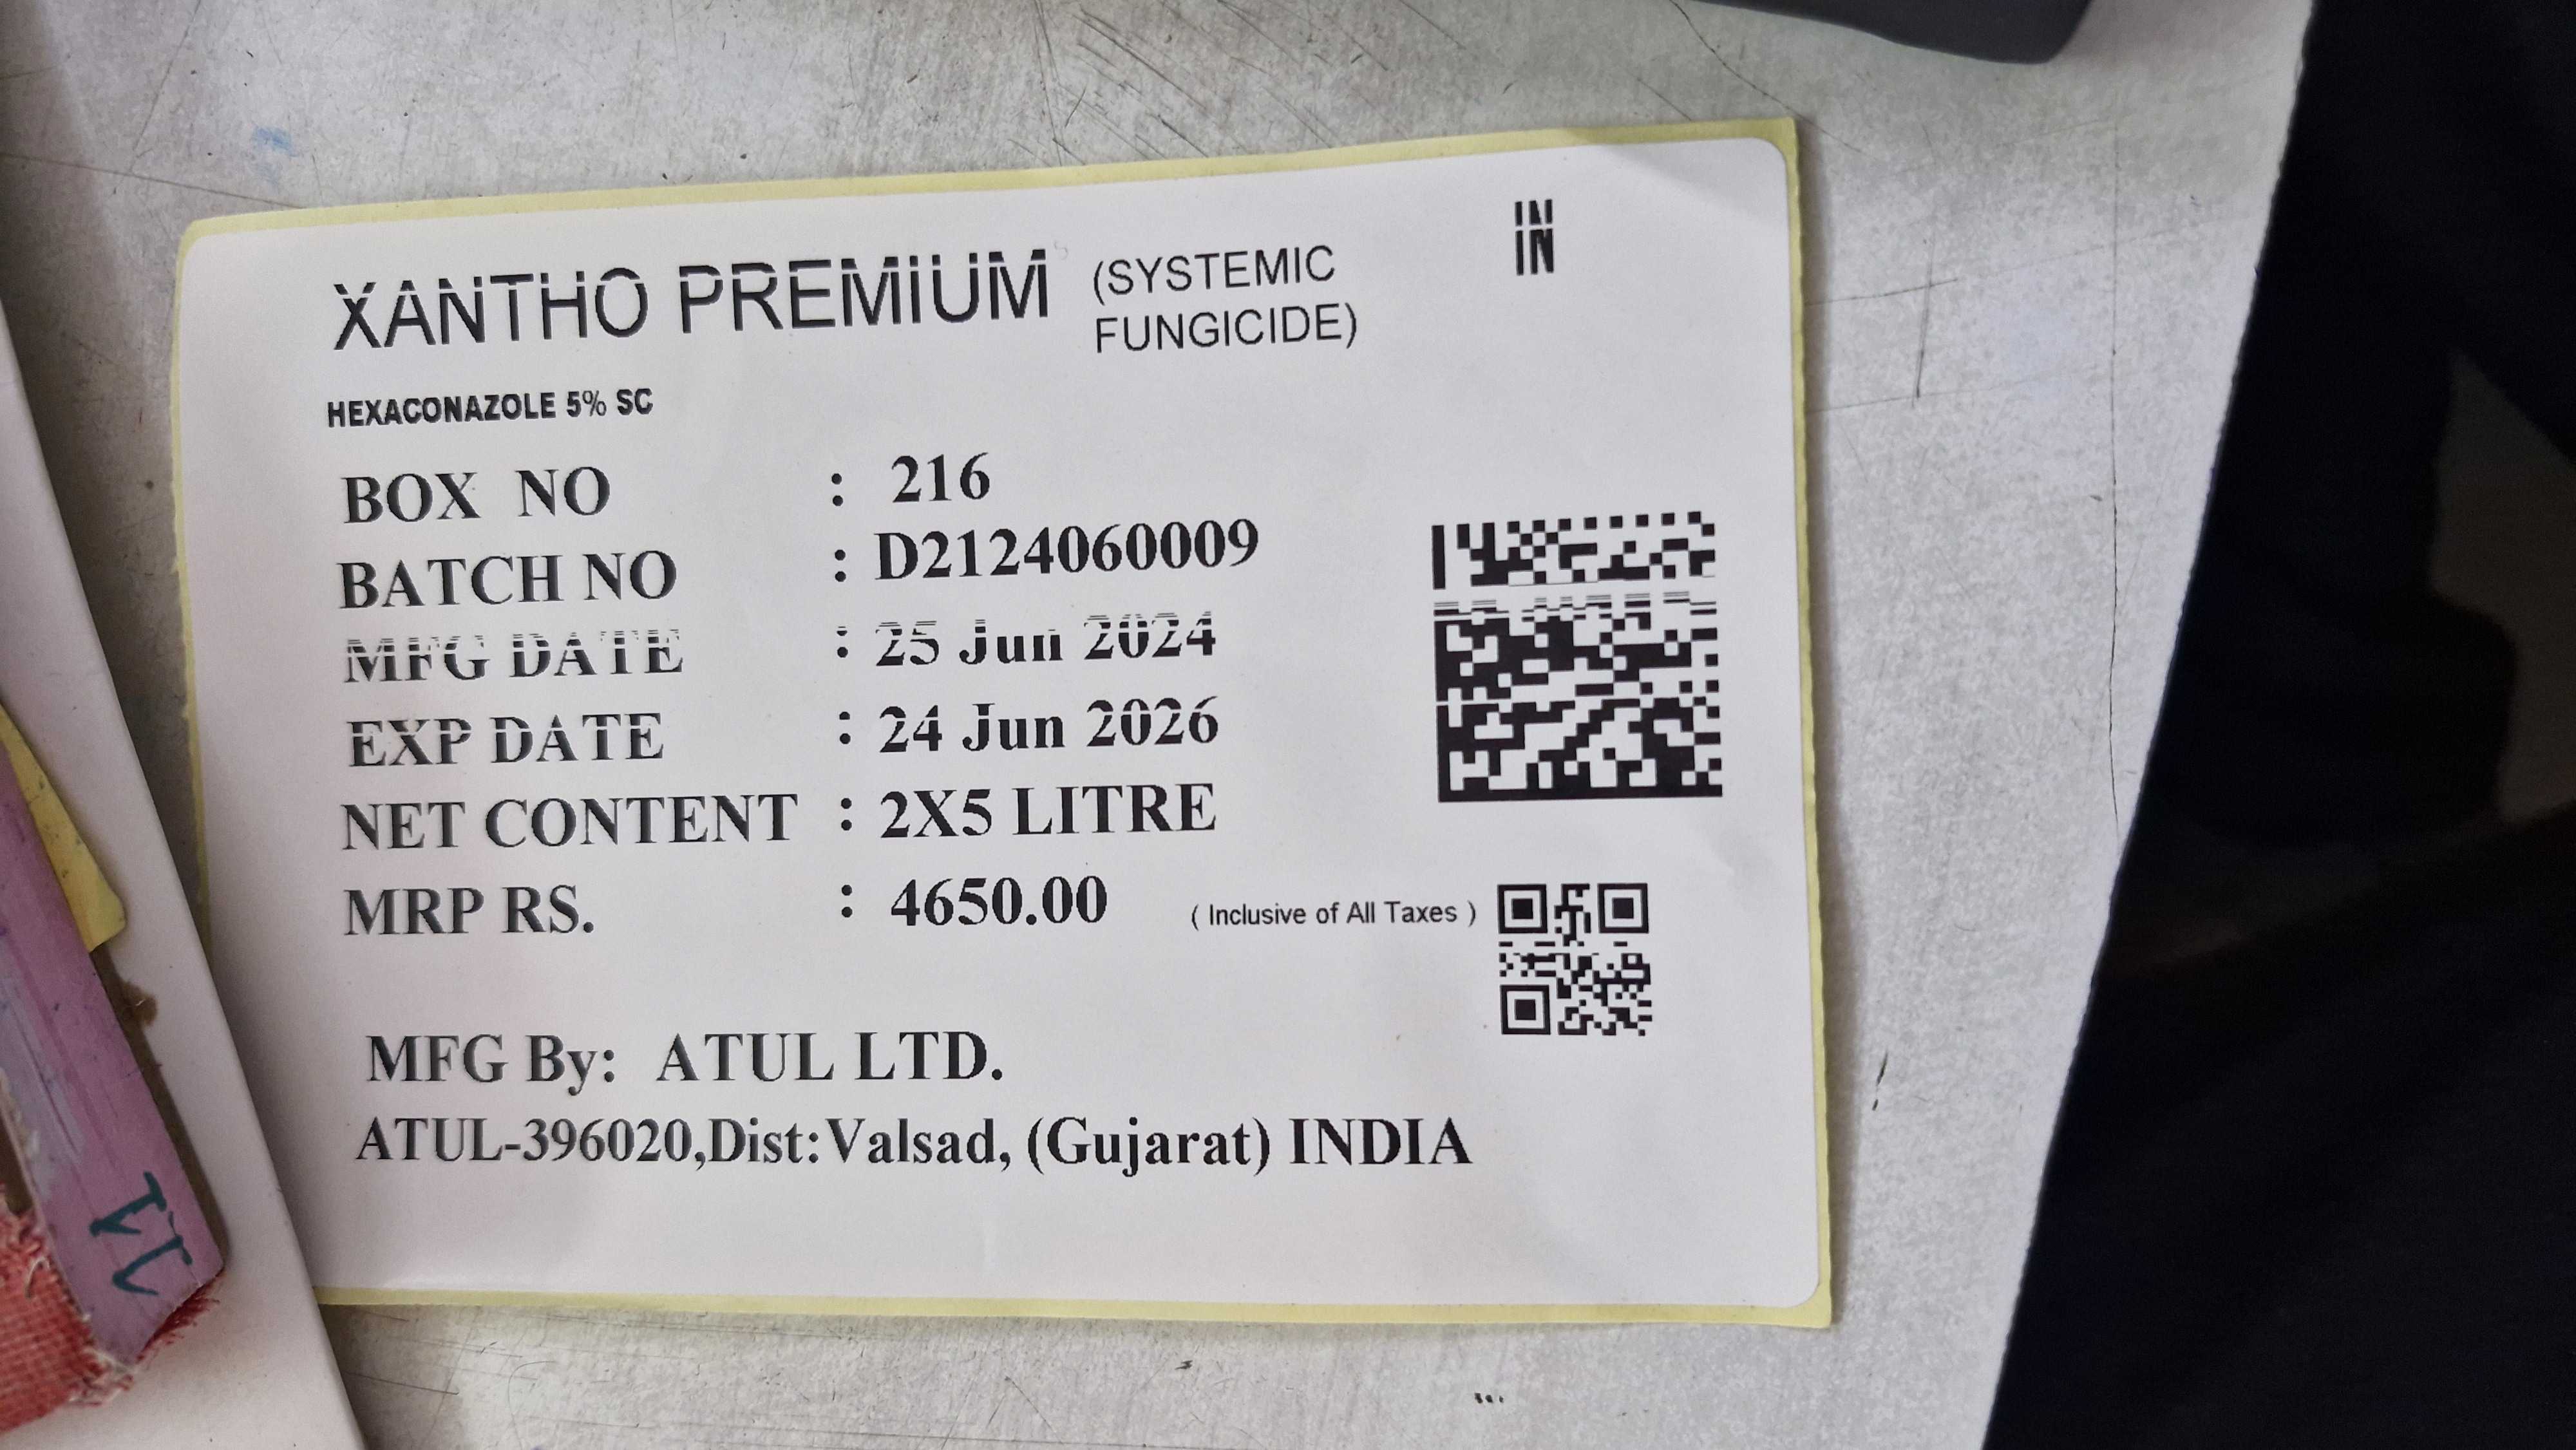 XANTHO PREMIUM (SYSTEMIC
FUNGICIDE)
IN
HEXACONAZOLE 5% SC
BOX NO : 216
BATCH NO : D2124060009
MFG DATE : 25 Jun 2024
EXP DATE : 24 Jun 2026
NET CONTENT : 2X5 LITRE
MRP RS. : 4650.00 ( Inclusive of All Taxes )
MFG By: ATUL LTD.
ATUL-396020,Dist:Valsad, (Gujarat) INDIA